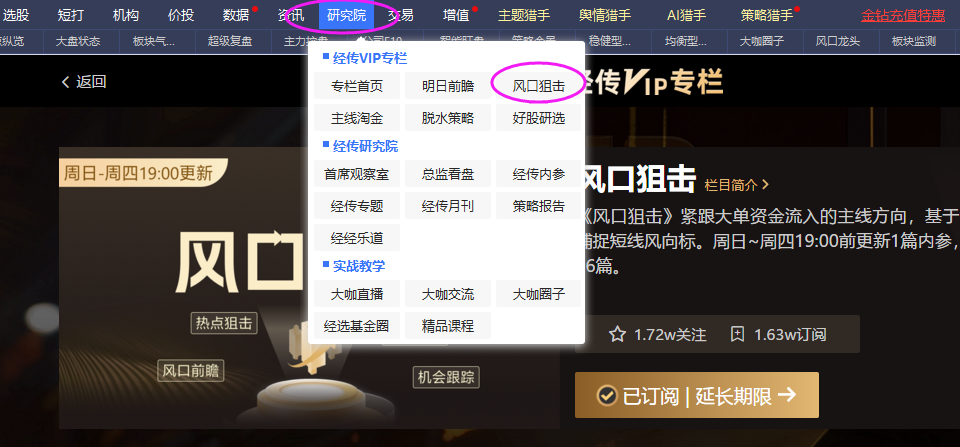 选股 短打 机构 价投 数据 资讯 研究院 交易 增值 主题猎手 舆情猎手 AI猎手 策略猎手 金钻充值特惠
纵览 大盘状态 板块气... 超级复盘 主力控盘 稳健型... 均衡型... 大咖圈子 风口龙头 板块监测
返回
经传VIP专栏
经传VIP专栏
专栏首页 明日前瞻 风口狙击
主线淘金 脱水策略 好股研选
经传研究院
首席观察室 总监看盘 经传内参
经传专题 经传月刊 策略报告
经经乐道
实战教学
大咖直播 大咖交流 大咖圈子
经选基金圈 精品课程
周日-周四19:00更新
风口
热点狙击
风口前瞻
机会跟踪
风口狙击 栏目简介
《风口狙击》紧跟大单资金流入的主线方向，基于
捕捉短线风向标。周日~周四19:00前更新1篇内参，
6篇。
1.72w关注 1.63w订阅
已订阅 | 延长期限